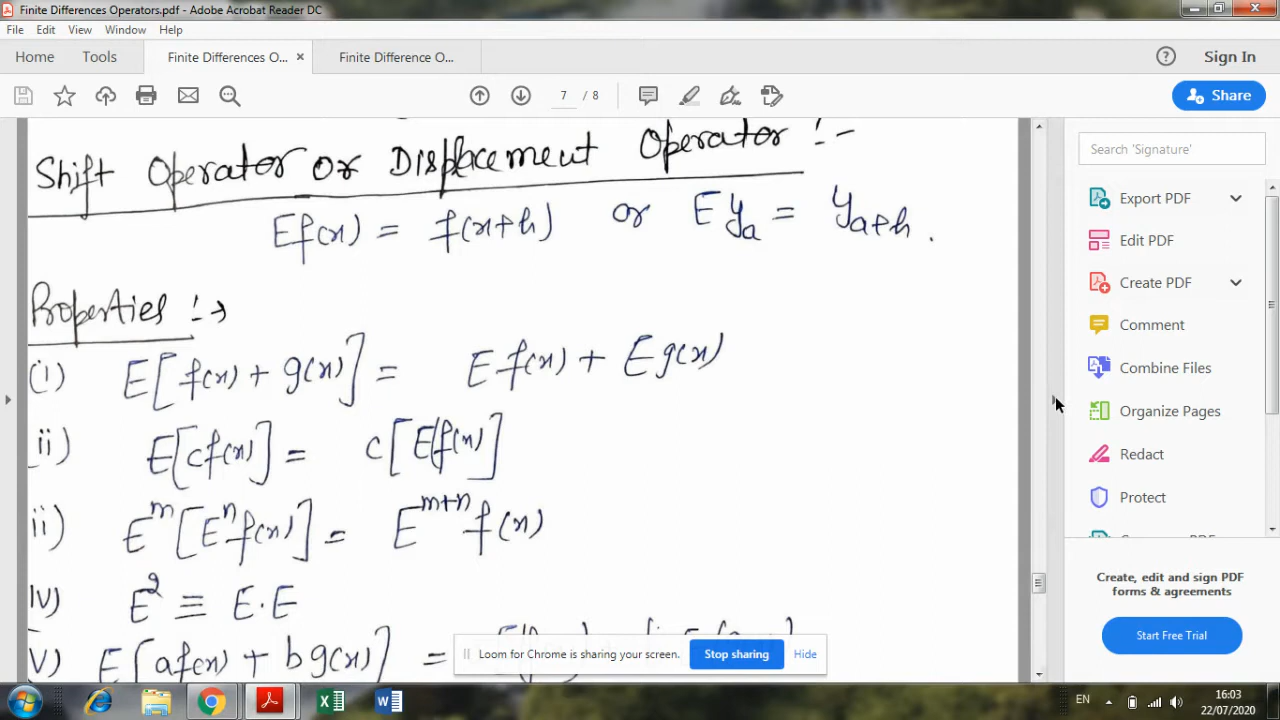 Finite Differences Operators.pdf - Adobe Acrobat Reader DC
File Edit View Window Help
Home Tools Finite Differences O... × Finite Difference O... ? Sign In
7 / 8 Share
Shift Operator or Displacement Operator :-
Ef(x) = f(x+h) or Ey_a = y_{a+h} .
Properties :→
(i) E[f(x) + g(x)] = Ef(x) + Eg(x)
ii) E[cf(x)] = c[Ef(x)]
ii) E^m[E^n f(x)] = E^{m+n} f(x)
iv) E^2 ≡ E.E
v) E[af(x) + bg(x)] =
Search 'Signature'
Export PDF
Edit PDF
Create PDF
Comment
Combine Files
Organize Pages
Redact
Protect
Create, edit and sign PDF
forms & agreements
Start Free Trial
Loom for Chrome is sharing your screen. Stop sharing Hide
EN 16:03
22/07/2020